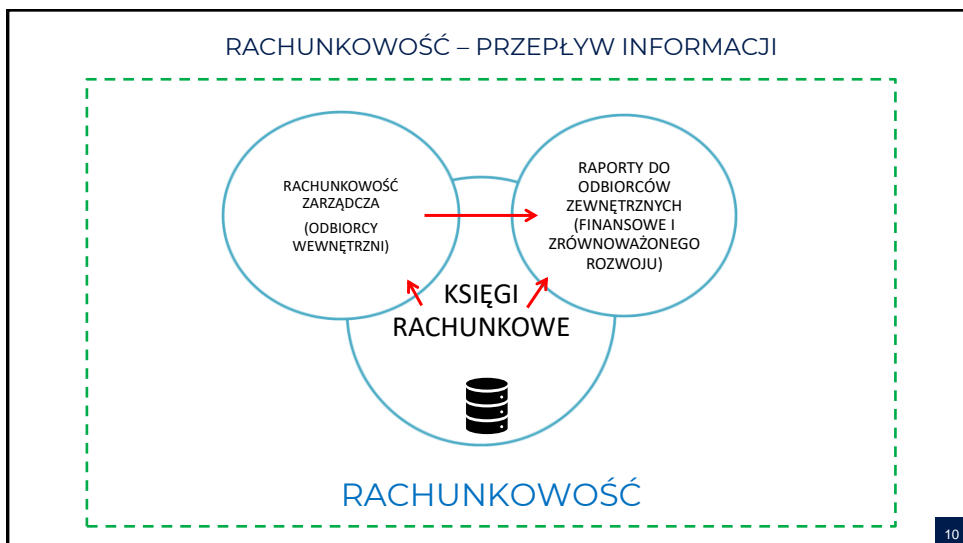 RACHUNKOWOŚĆ – PRZEPŁYW INFORMACJI
RACHUNKOWOŚĆ
ZARZĄDCZA
(ODBIORCY
WEWNĘTRZNI)
RAPORTY DO
ODBIORCÓW
ZEWNĘTRZNYCH
(FINANSOWE I
ZRÓWNOWAŻONEGO
ROZWOJU)
KSIĘGI
RACHUNKOWE
RACHUNKOWOŚĆ
10